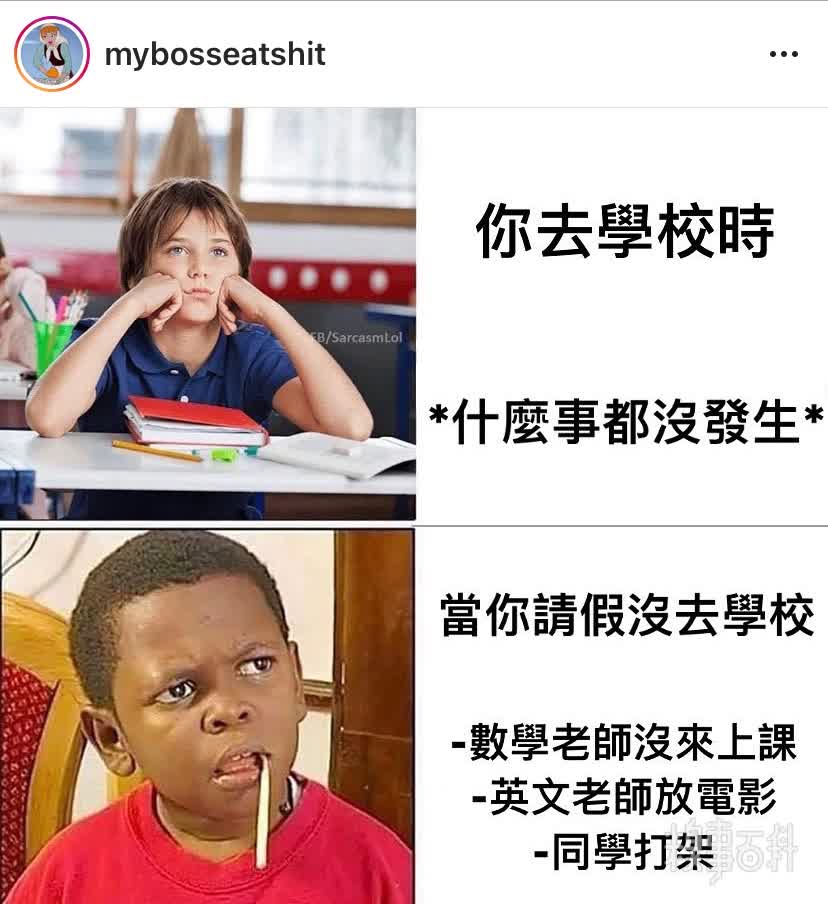 mybosseatshit
FB/SarcasmLol
你去學校時
*什麼事都沒發生*
當你請假沒去學校
-數學老師沒來上課
-英文老師放電影
-同學打架